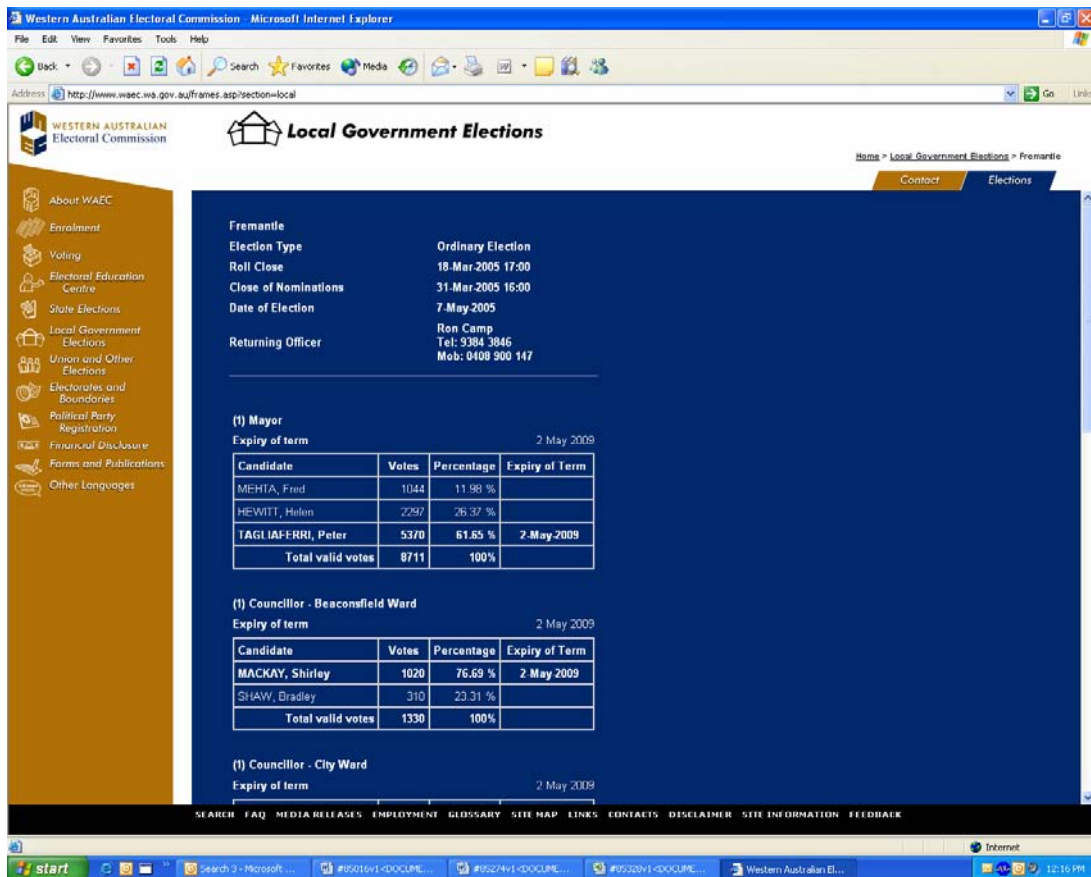 Western Australian Electoral Commission - Microsoft Internet Explorer
File Edit View Favorites Tools Help
Back Search Favorites Media
Address http://www.waec.wa.gov.au/frames.asp?section=local Go Links
WESTERN AUSTRALIAN
Electoral Commission
Local Government Elections
Home > Local Government Elections > Fremantle
Contact Elections
About WAEC
Enrolment
Voting
Electoral Education
Centre
State Elections
Local Government
Elections
Union and Other
Elections
Electorates and
Boundaries
Political Party
Registration
Financial Disclosure
Forms and Publications
Other Languages
Fremantle
Election Type Ordinary Election
Roll Close 18-Mar-2005 17:00
Close of Nominations 31-Mar-2005 16:00
Date of Election 7-May-2005
Returning Officer Ron Camp
Tel: 9384 3846
Mob: 0408 900 147
(1) Mayor
Expiry of term 2 May 2009
Candidate Votes Percentage Expiry of Term
MEHTA, Fred 1044 11.98 %
HEWITT, Helen 2297 26.37 %
TAGLIAFERRI, Peter 5370 61.65 % 2-May-2009
Total valid votes 8711 100%
(1) Councillor - Beaconsfield Ward
Expiry of term 2 May 2009
Candidate Votes Percentage Expiry of Term
MACKAY, Shirley 1020 76.69 % 2-May-2009
SHAW, Bradley 310 23.31 %
Total valid votes 1330 100%
(1) Councillor - City Ward
Expiry of term 2 May 2009
SEARCH FAQ MEDIA RELEASES EMPLOYMENT GLOSSARY SITE MAP LINKS CONTACTS DISCLAIMER SITE INFORMATION FEEDBACK
Internet
start Search 3 - Microsoft ... #85016v1<DOCUME... #85274v1<DOCUME... #85320v1<DOCUME... Western Australian El... 12:16 PM